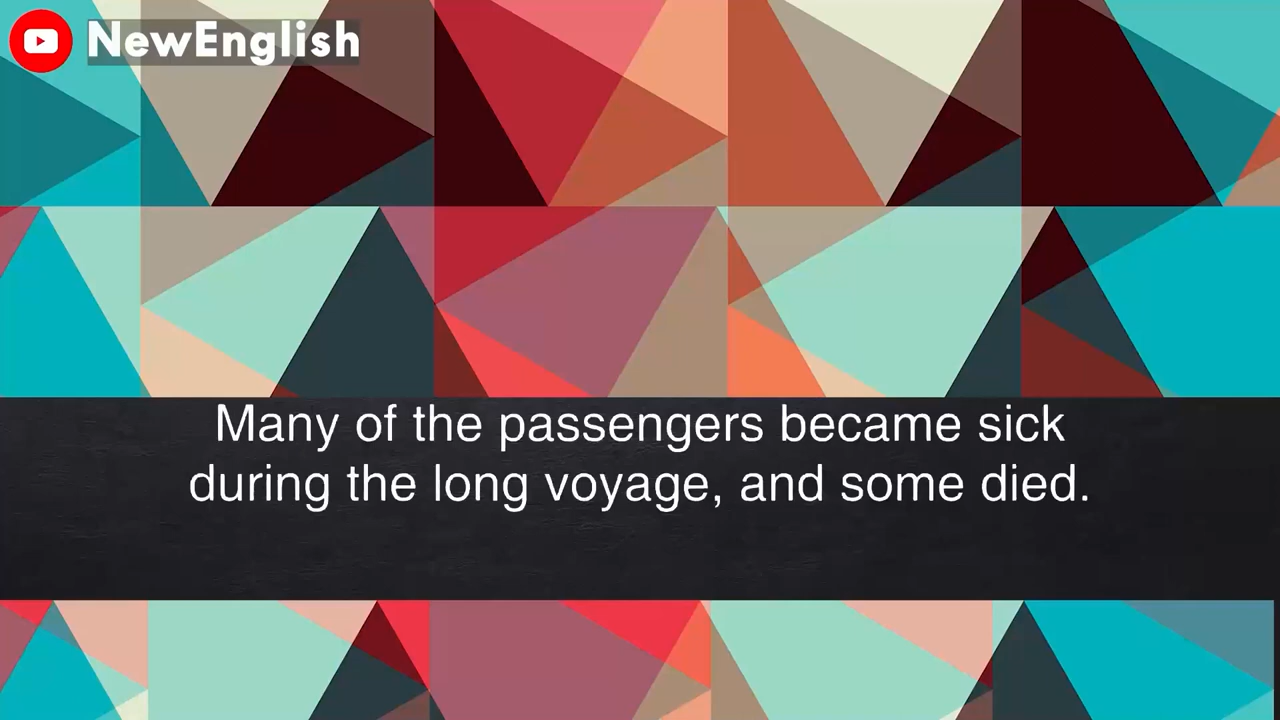 NewEnglish
Many of the passengers became sick
during the long voyage, and some died.